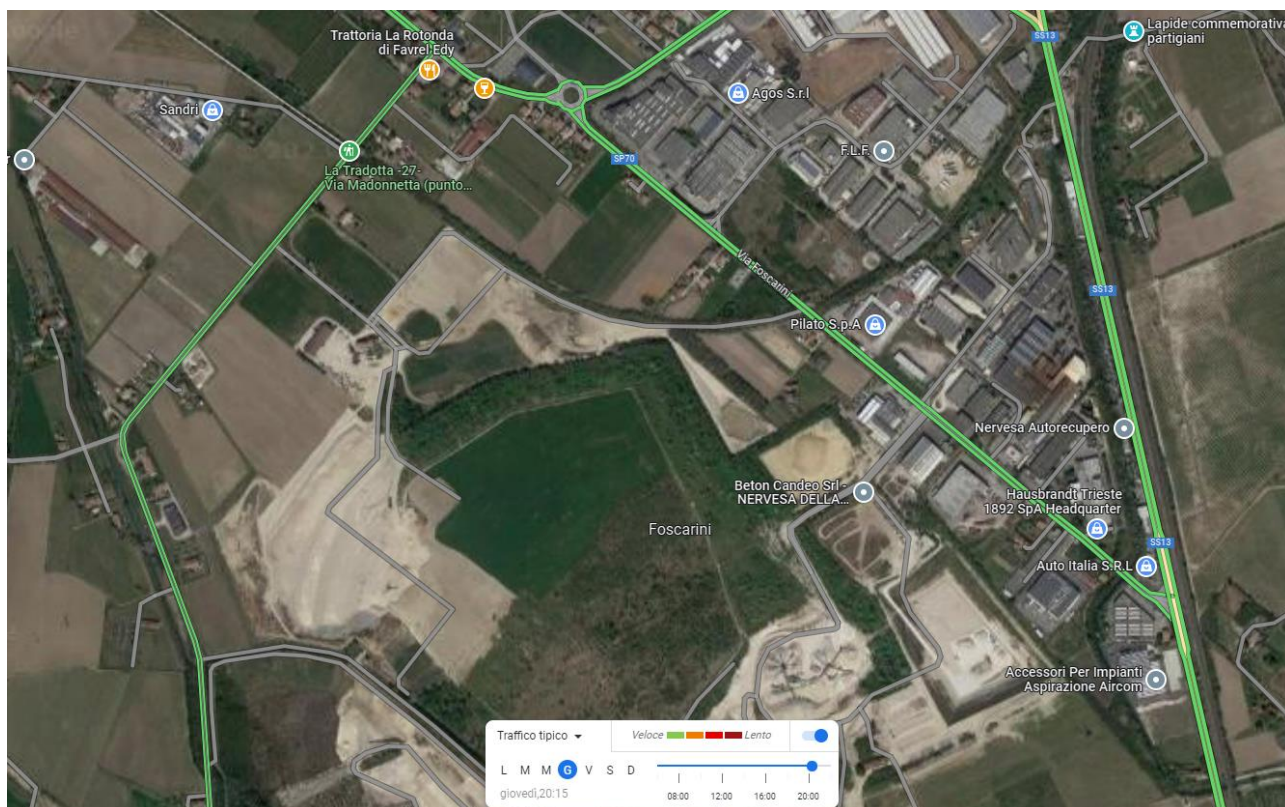 Trattoria La Rotonda
di Favrel Edy
SS13
Lapide commemorativa
partigiani
Agos S.r.l
Sandri
F.L.F.
SP70
La Tradotta -27-
Via Madonnetta (punto...
Via Foscarini
SS13
Pilato S.p.A
Nervesa Autorecupero
Beton Candeo Srl -
NERVESA DELLA...
Hausbrandt Trieste
1892 SpA Headquarter
Foscarini
SS13
Auto Italia S.R.L
Accessori Per Impianti
Aspirazione Aircom
Traffico tipico
Veloce
Lento
L M M G V S D
giovedì,20:15
08:00 12:00 16:00 20:00